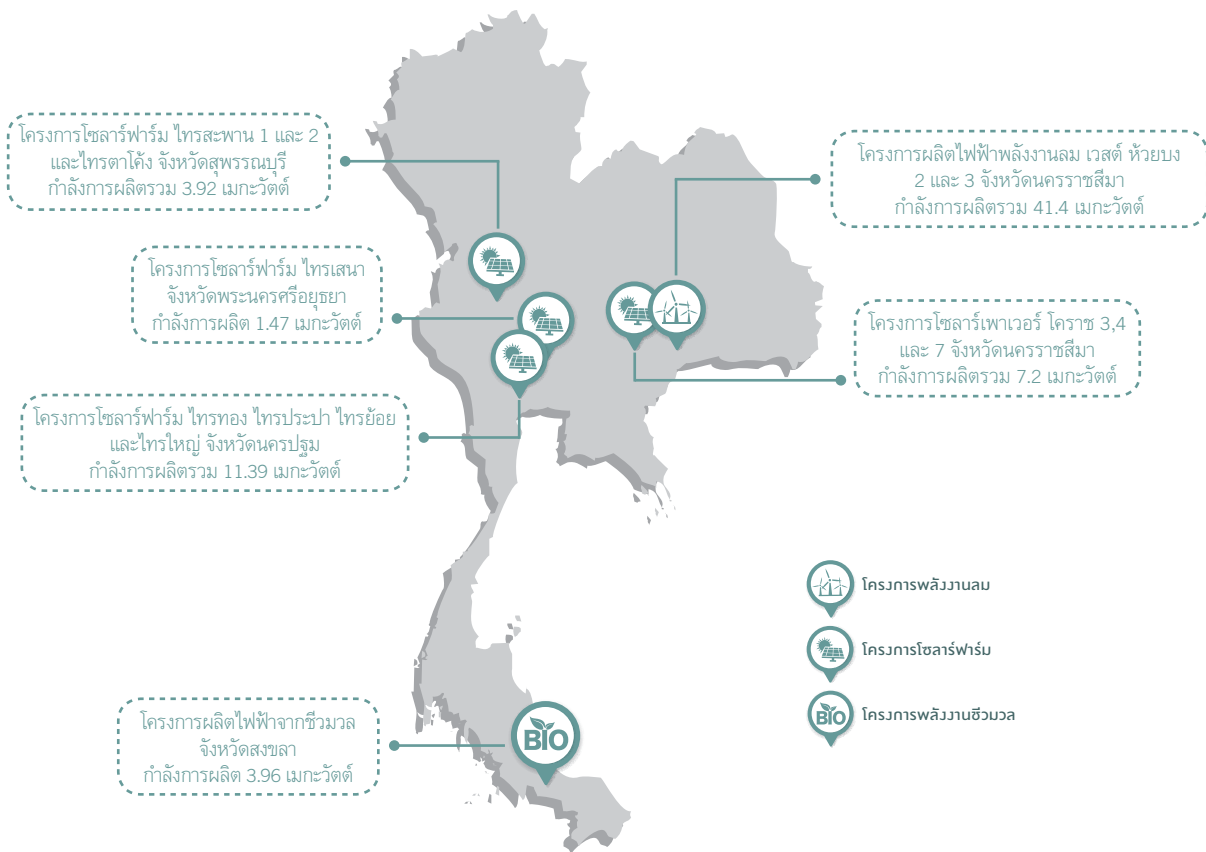 โครงการโซลาร์ฟาร์ม ไทรสะพาน 1 และ 2
และไทรตาโค้ง จังหวัดสุพรรณบุรี
กำลังการผลิตรวม 3.92 เมกะวัตต์
โครงการผลิตไฟฟ้าพลังงานลม เวสต์ ห้วยบง
2 และ 3 จังหวัดนครราชสีมา
กำลังการผลิตรวม 41.4 เมกะวัตต์
โครงการโซลาร์ฟาร์ม ไทรเสนา
จังหวัดพระนครศรีอยุธยา
กำลังการผลิต 1.47 เมกะวัตต์
โครงการโซลาร์เพาเวอร์ โคราช 3,4
และ 7 จังหวัดนครราชสีมา
กำลังการผลิตรวม 7.2 เมกะวัตต์
โครงการโซลาร์ฟาร์ม ไทรทอง ไทรประปา ไทรย้อย
และไทรใหญ่ จังหวัดนครปฐม
กำลังการผลิตรวม 11.39 เมกะวัตต์
โครงการพลังงานลม
โครงการโซลาร์ฟาร์ม
BIO
โครงการพลังงานชีวมวล
โครงการผลิตไฟฟ้าจากชีวมวล
จังหวัดสงขลา
กำลังการผลิต 3.96 เมกะวัตต์
BIO